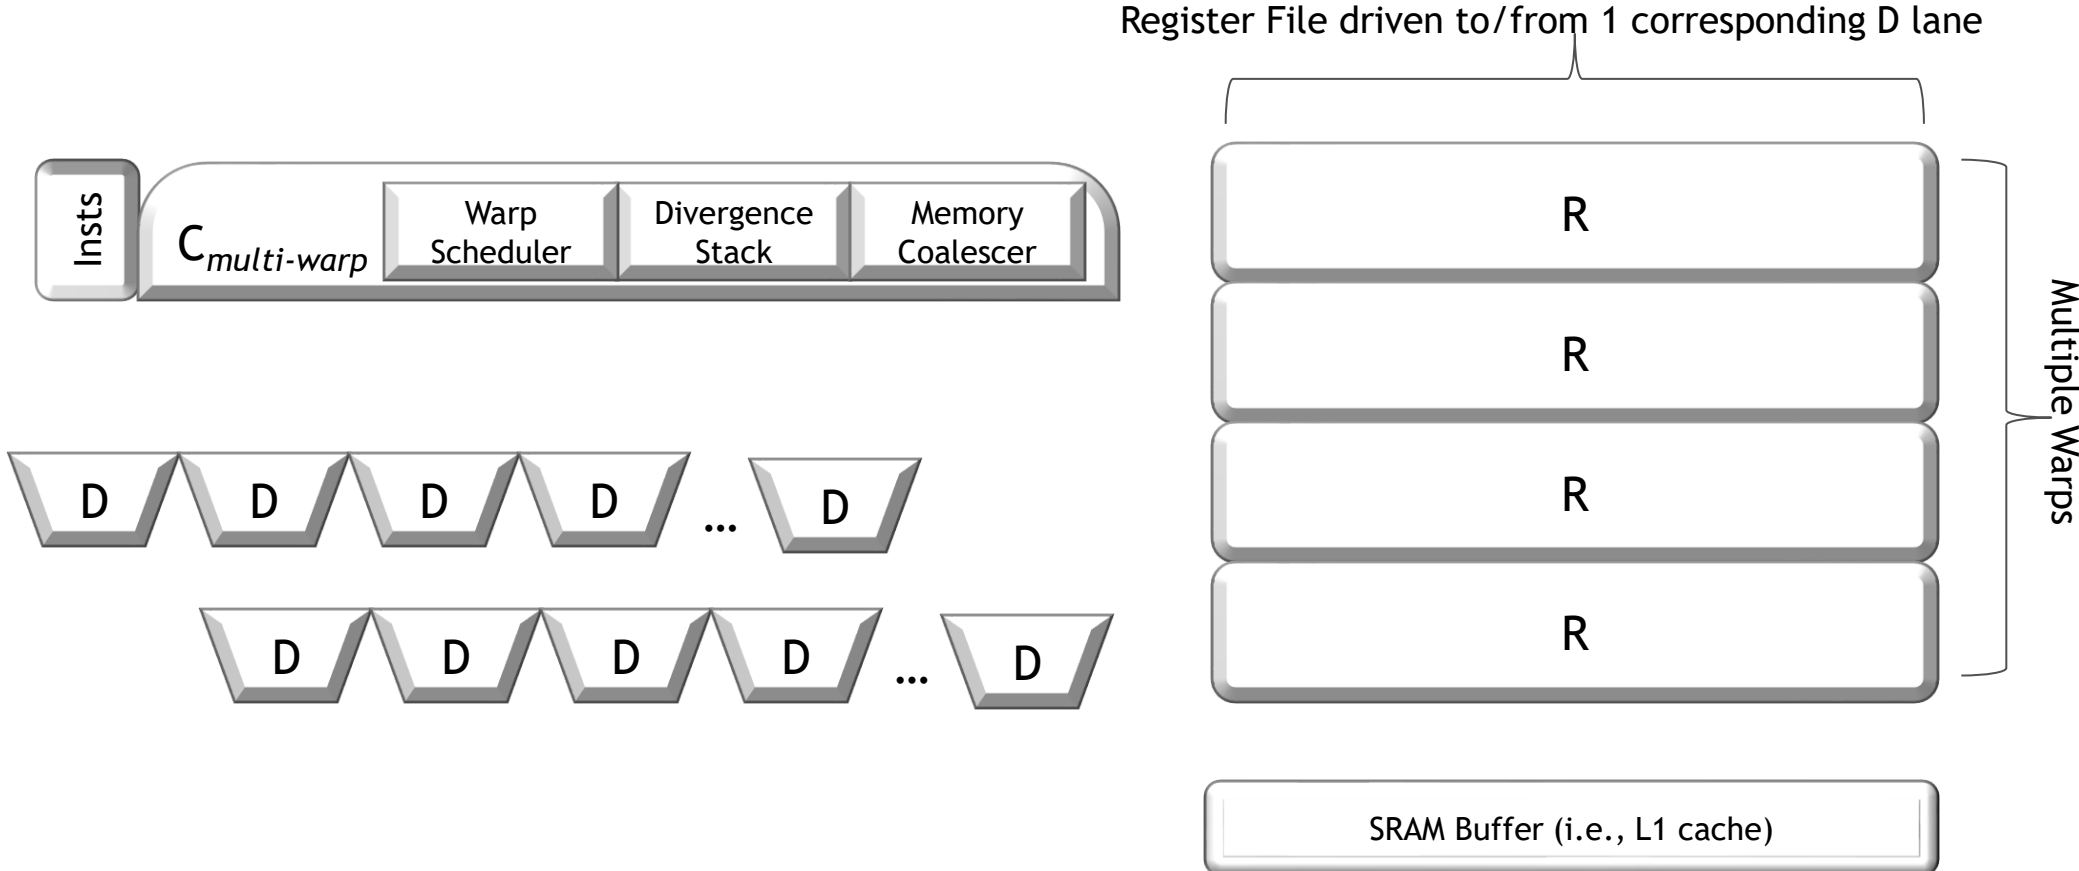 Register File driven to/from 1 corresponding D lane
Insts
C multi-warp
Warp
Scheduler
Divergence
Stack
Memory
Coalescer
R
R
R
R
Multiple Warps
D D D D ... D
D D D D ... D
SRAM Buffer (i.e., L1 cache)